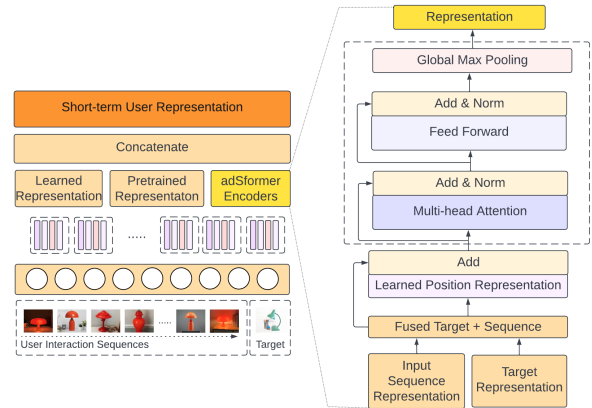 Short-term User Representation
Concatenate
Learned
Representation
Pretrained
Representaton
adSformer
Encoders
.....
.....
User Interaction Sequences
Target
Representation
Global Max Pooling
Add & Norm
Feed Forward
Add & Norm
Multi-head Attention
Add
Learned Position Representation
Fused Target + Sequence
Input
Sequence
Representation
Target
Representation